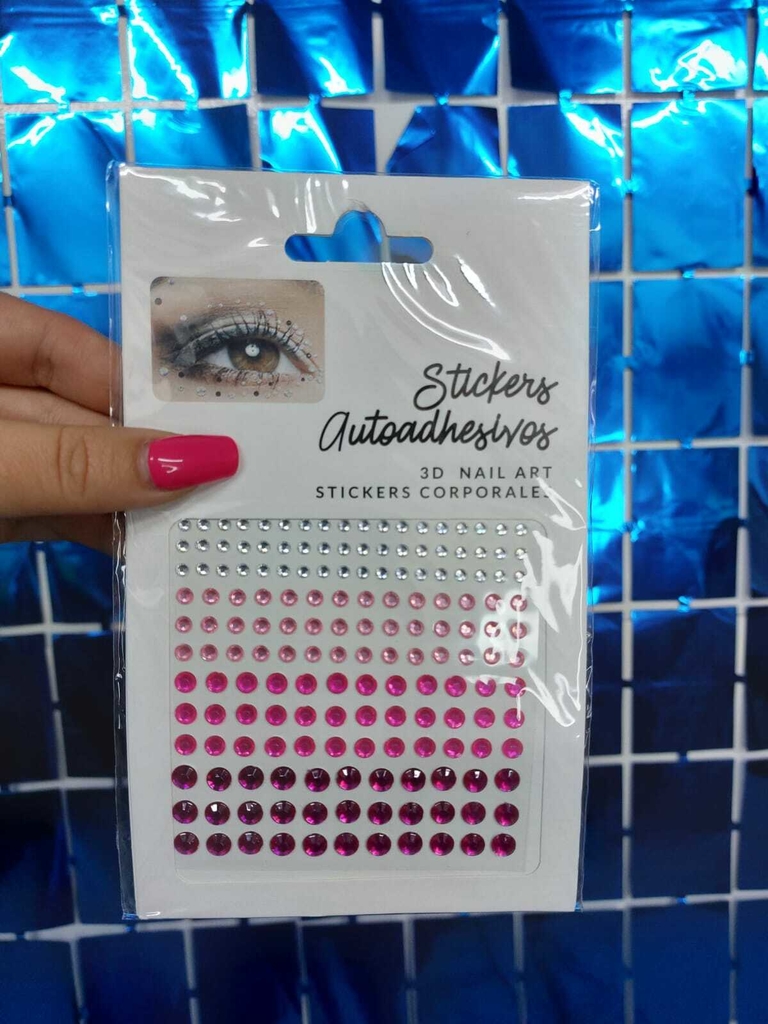 Stickers
Autoadhesivos
3D NAIL ART
STICKERS CORPORALES